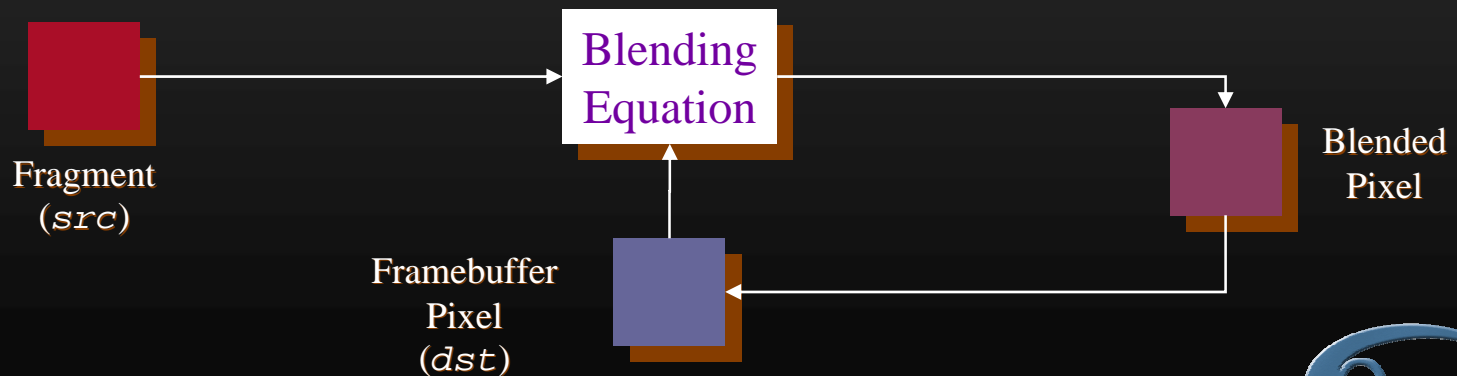 Blending
Equation
Fragment
(src)
Blended
Pixel
Framebuffer
Pixel
(dst)